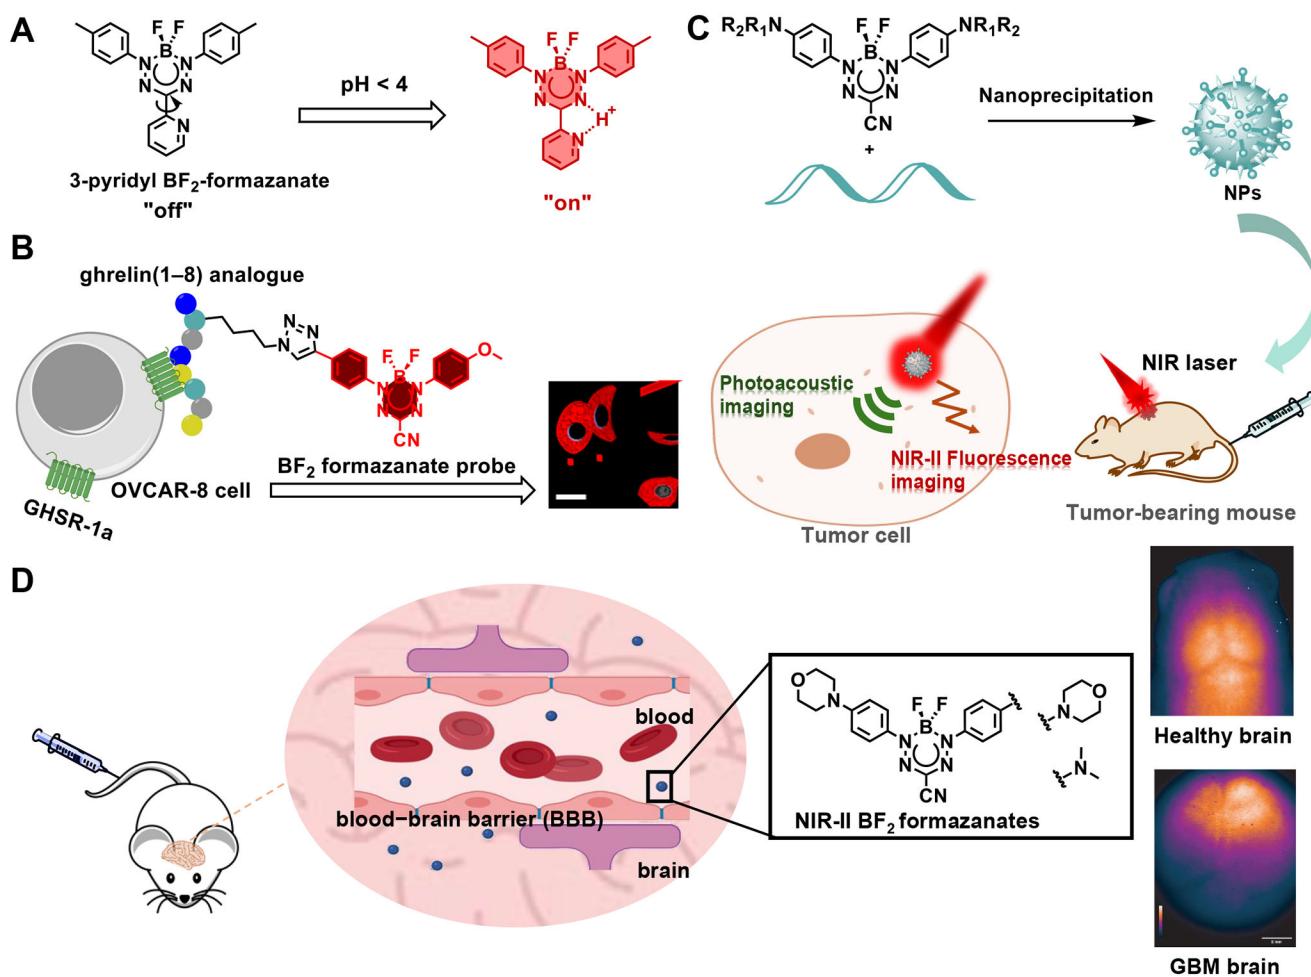 A
F F
B
N N
N N
N
3-pyridyl BF2-formazanate
"off"
pH < 4
F F
B
N N
N N
H+
N
"on"
C
R2R1N
NR1R2
F F
B
N N
N N
CN
+
Nanoprecipitation
NPs
B
ghrelin(1–8) analogue
N=N
N
F F
B
O
N N
N N
CN
BF2 formazanate probe
OVCAR-8 cell
GHSR-1a
Photoacoustic
imaging
NIR-II Fluorescence
imaging
Tumor cell
NIR laser
Tumor-bearing mouse
D
blood
blood–brain barrier (BBB)
brain
O
N
F F
B
N N
N N
CN
O
N
N
NIR-II BF2 formazanates
Healthy brain
GBM brain